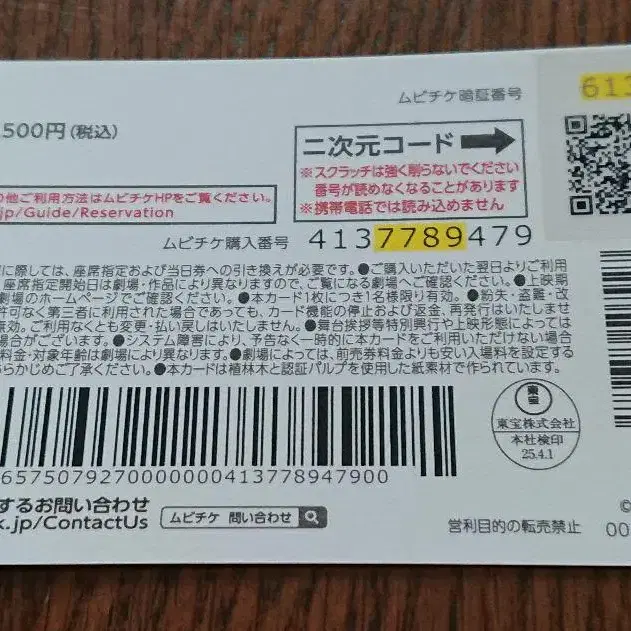 ムビチケ暗証番号
613
500円(税込)
二次元コード
※スクラッチは強く削らないでください
番号が読めなくなることがあります
※携帯電話では読み込めません
の他ご利用方法はムビチケHPをご覧ください。
jp/Guide/Reservation
ムビチケ購入番号 4137789479
に際しては、座席指定および当日券への引き換えが必要です。●ご購入いただいた翌日よりご利用
座席指定開始日は劇場・作品により異なりますので、ご覧になる劇場へご確認ください。●上映期
劇場のホームページでご確認ください。●本カード1枚につき1名様限り有効。●紛失・盗難・改
許可なく第三者に利用された場合であっても、カード機能の停止および返金、再発行はいたしませ
無効。ご利用なくとも変更・払い戻しはいたしません。●舞台挨拶等特別興行や上映形態によっては
場合がございます。●システム障害により、予告なく一時的に本カードをご利用いただけない場合
料金・対象年齢は劇場により異なります。●劇場によっては、前売券料金よりも安い入場料を設定する
あらかじめご了承ください。●本カードは植林木と認証パルプを使用した紙素材で作られています。
東宝
東宝株式会社
本社検印
25.4.1
65750792700000000413778947900
するお問い合わせ
k.jp/ContactUs
ムビチケ 問い合わせ
©
営利目的の転売禁止
00